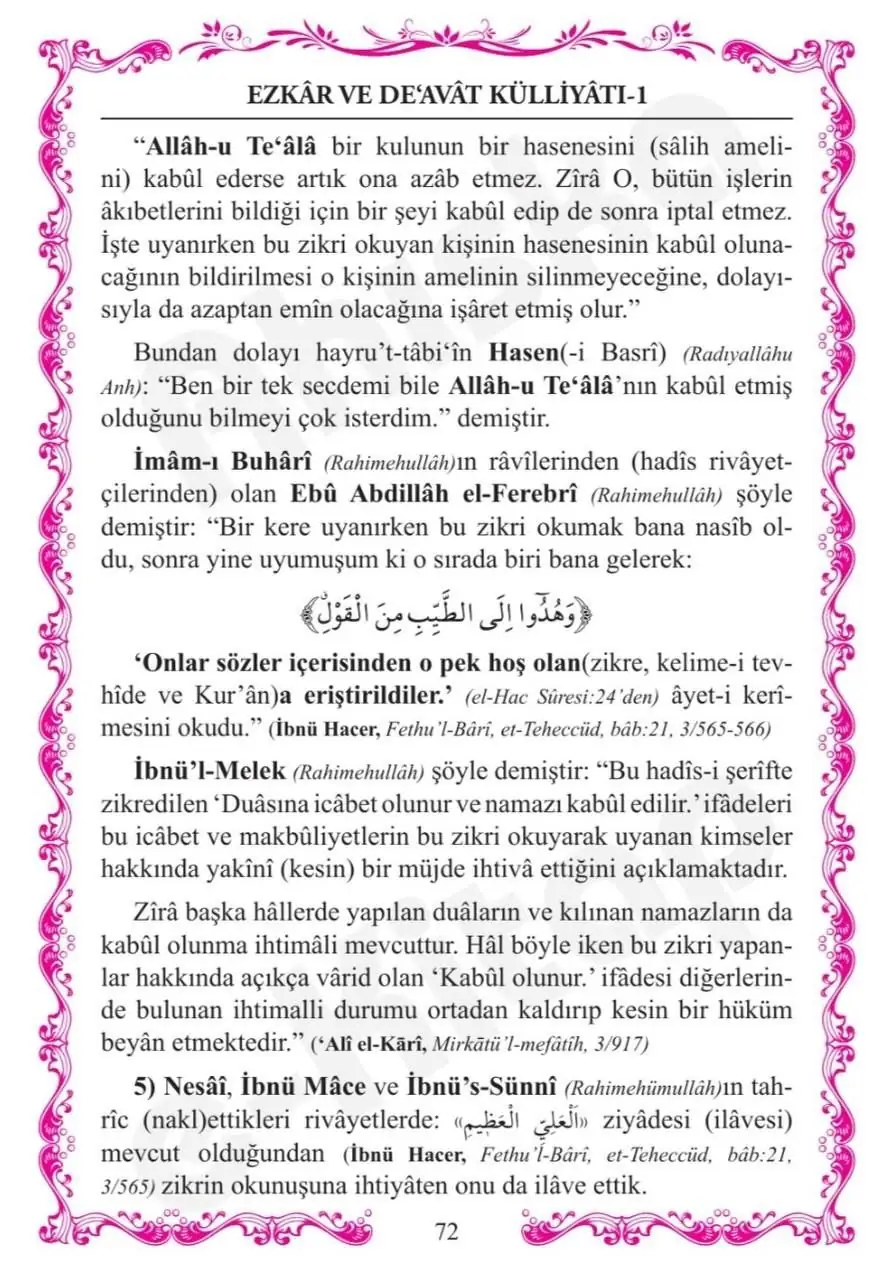 EZKÂR VE DE‘AVÂT KÜLLİYÂTI-1
“Allâh-u Te‘âlâ bir kulunun bir hasenesini (sâlih ameli-
ni) kabûl ederse artık ona azâb etmez. Zîrâ O, bütün işlerin
âkıbetlerini bildiği için bir şeyi kabûl edip de sonra iptal etmez.
İşte uyanırken bu zikri okuyan kişinin hasenesinin kabûl oluna-
cağının bildirilmesi o kişinin amelinin silinmeyeceğine, dolayı-
sıyla da azaptan emîn olacağına işâret etmiş olur.”
Bundan dolayı hayru’t-tâbi‘în Hasen(-i Basrî) (Radıyallâhu
Anh): “Ben bir tek secdemi bile Allâh-u Te‘âlâ’nın kabûl etmiş
olduğunu bilmeyi çok isterdim.” demiştir.
İmâm-ı Buhârî (Rahimehullâh)ın râvîlerinden (hadîs rivâyet-
çilerinden) olan Ebû Abdillâh el-Ferebrî (Rahimehullâh) şöyle
demiştir: “Bir kere uyanırken bu zikri okumak bana nasîb ol-
du, sonra yine uyumuşum ki o sırada biri bana gelerek:
﴿وَهُدُٓوا اِلَى الطَّيِّبِ مِنَ الْقَوْلِۚ﴾
‘Onlar sözler içerisinden o pek hoş olan(zikre, kelime-i tev-
hîde ve Kur’ân)a eriştirildiler.’ (el-Hac Sûresi:24’den) âyet-i kerî-
mesini okudu.” (İbnü Hacer, Fethu’l-Bârî, et-Teheccüd, bâb:21, 3/565-566)
İbnü’l-Melek (Rahimehullâh) şöyle demiştir: “Bu hadîs-i şerîfte
zikredilen ‘Duâsına icâbet olunur ve namazı kabûl edilir.’ ifâdeleri
bu icâbet ve makbûliyetlerin bu zikri okuyarak uyanan kimseler
hakkında yakînî (kesin) bir müjde ihtivâ ettiğini açıklamaktadır.
Zîrâ başka hâllerde yapılan duâların ve kılınan namazların da
kabûl olunma ihtimâli mevcuttur. Hâl böyle iken bu zikri yapan-
lar hakkında açıkça vârid olan ‘Kabûl olunur.’ ifâdesi diğerlerin-
de bulunan ihtimalli durumu ortadan kaldırıp kesin bir hüküm
beyân etmektedir.” (‘Alî el-Kārî, Mirkātü’l-mefâtîh, 3/917)
5) Nesâî, İbnü Mâce ve İbnü’s-Sünnî (Rahimehümullâh)ın tah-
rîc (nakl)ettikleri rivâyetlerde: «اَلْعَلِيِّ الْعَظِيمِ» ziyâdesi (ilâvesi)
mevcut olduğundan (İbnü Hacer, Fethu’l-Bârî, et-Teheccüd, bâb:21,
3/565) zikrin okunuşuna ihtiyâten onu da ilâve ettik.
72